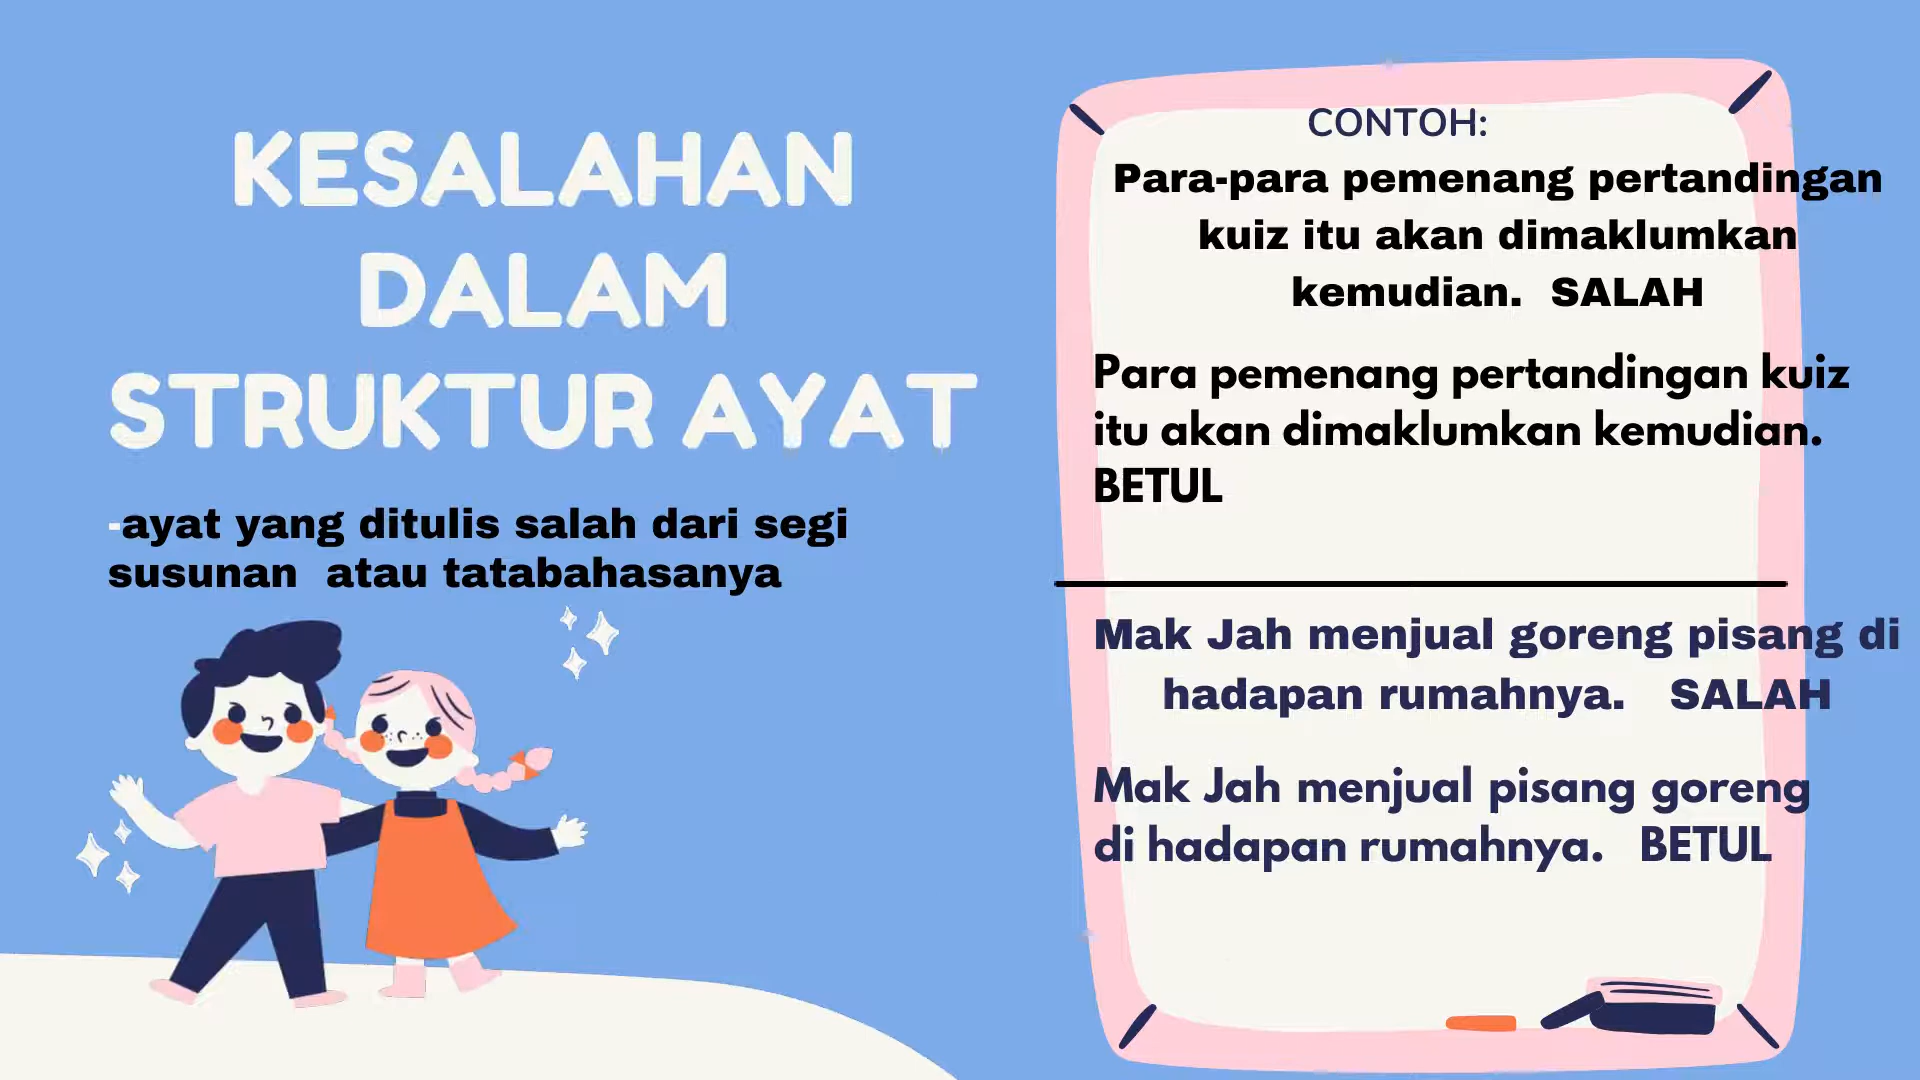 KESALAHAN
DALAM
STRUKTUR AYAT
-ayat yang ditulis salah dari segi
susunan  atau tatabahasanya
CONTOH:
Para-para pemenang pertandingan
kuiz itu akan dimaklumkan
kemudian.  SALAH
Para pemenang pertandingan kuiz
itu akan dimaklumkan kemudian.
BETUL
Mak Jah menjual goreng pisang di
hadapan rumahnya.   SALAH
Mak Jah menjual pisang goreng
di hadapan rumahnya.   BETUL